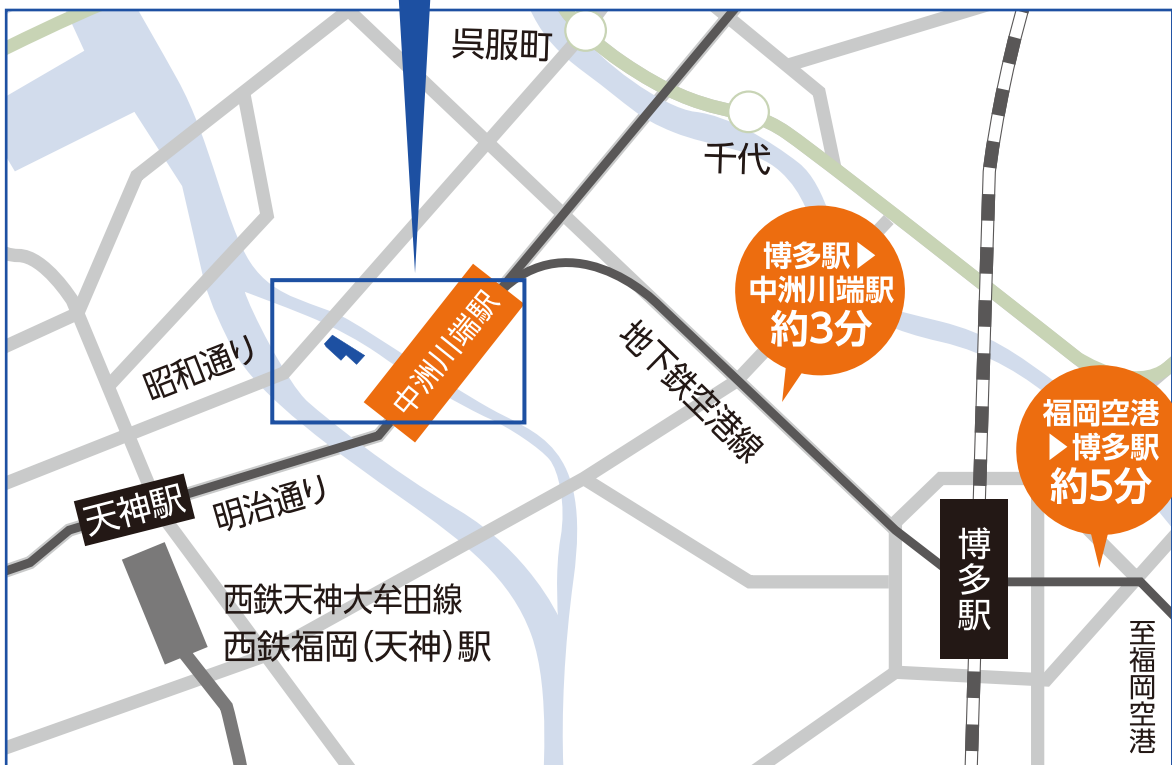 呉服町
千代
博多駅▶
中洲川端駅
約3分
中洲川端駅
地下鉄空港線
昭和通り
福岡空港
▶博多駅
約5分
天神駅
明治通り
博多駅
西鉄天神大牟田線
西鉄福岡(天神)駅
至福岡空港